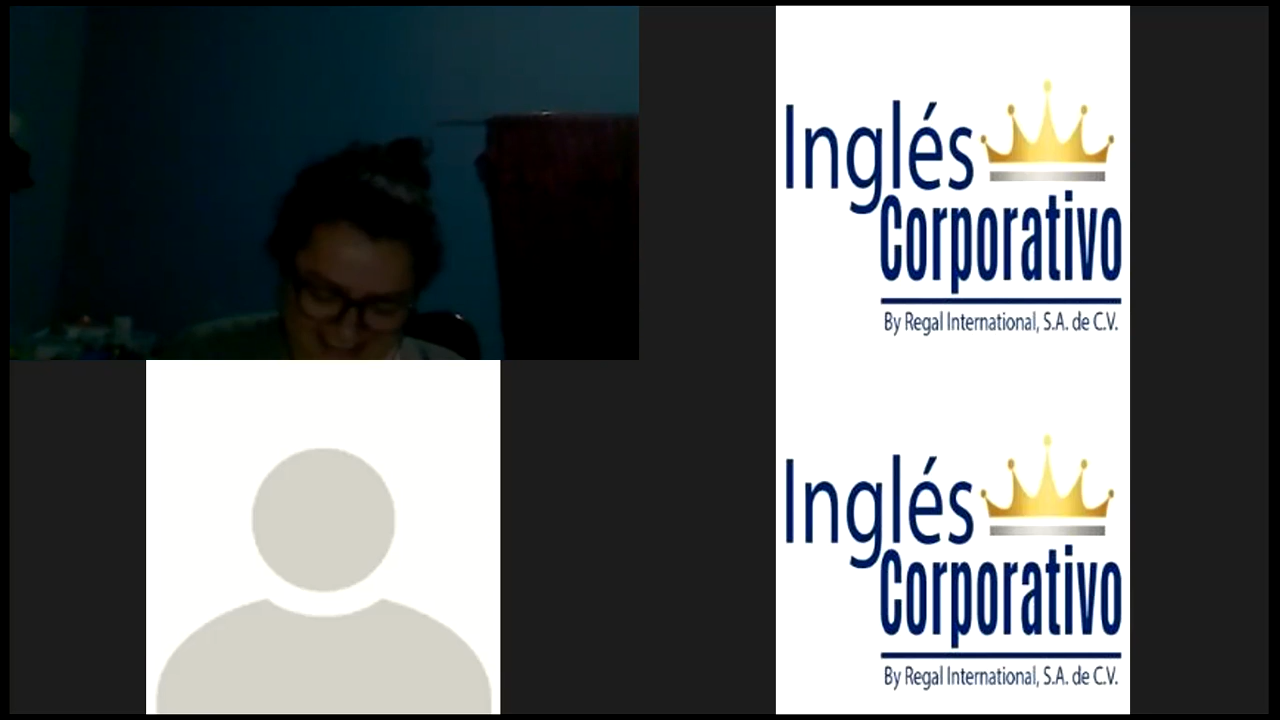 Inglés
Corporativo
By Regal International, S.A. de C.V.
Inglés
Corporativo
By Regal International, S.A. de C.V.